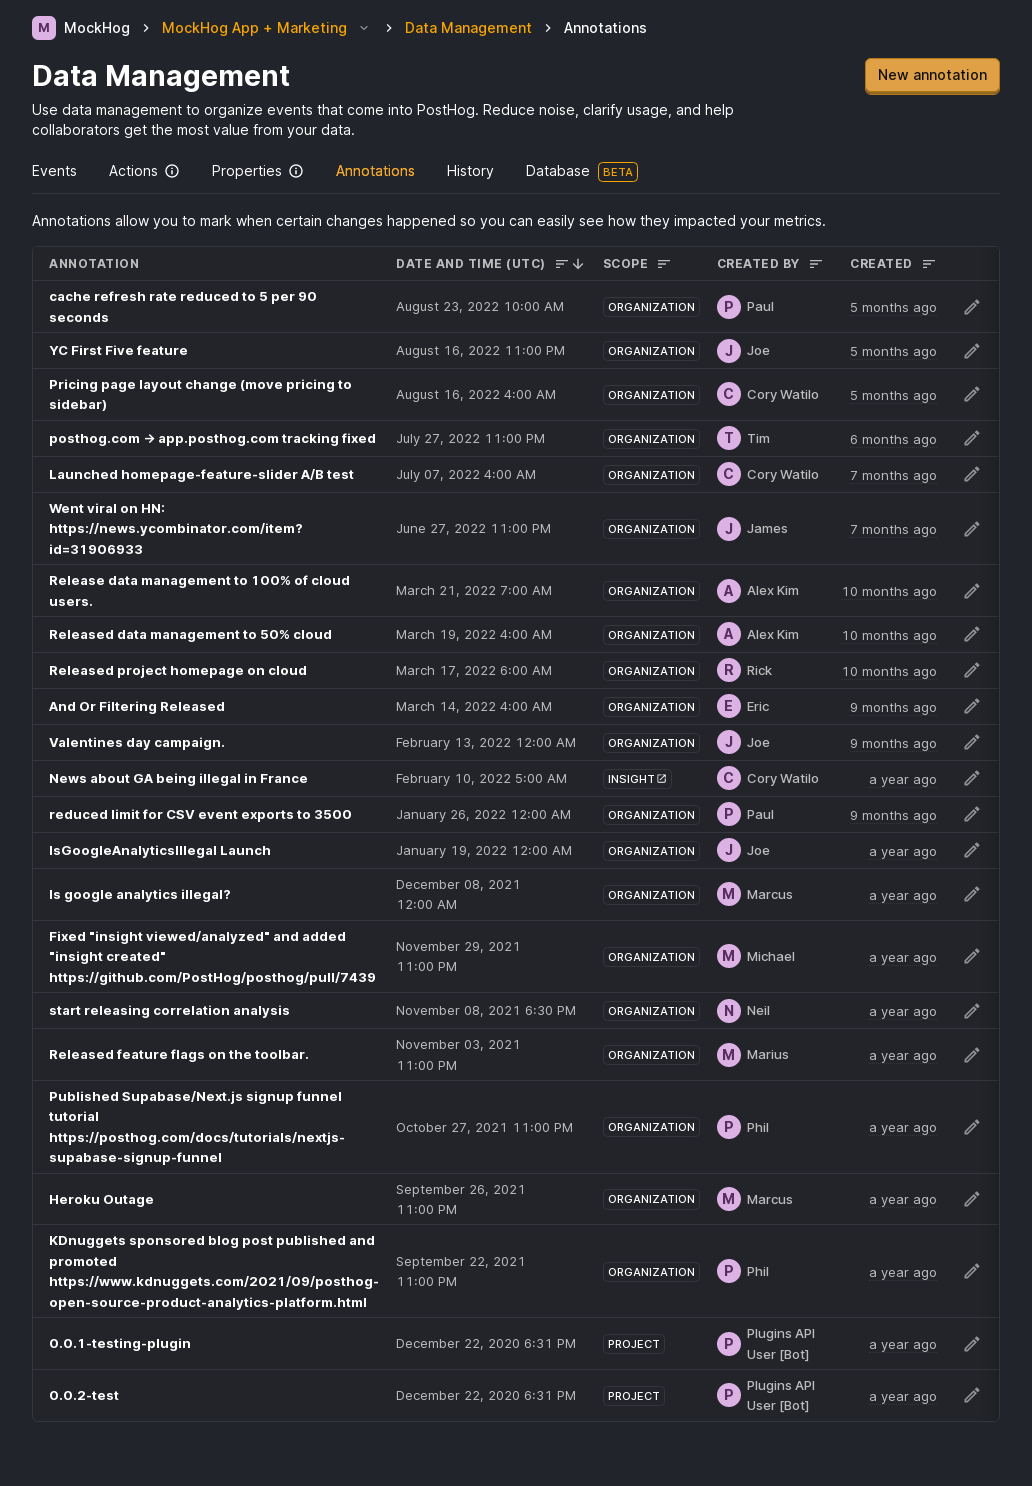 M MockHog > MockHog App + Marketing > Data Management > Annotations
Data Management
New annotation
Use data management to organize events that come into PostHog. Reduce noise, clarify usage, and help
collaborators get the most value from your data.
Events Actions Properties Annotations History Database BETA
Annotations allow you to mark when certain changes happened so you can easily see how they impacted your metrics.
ANNOTATION DATE AND TIME (UTC) SCOPE CREATED BY CREATED
cache refresh rate reduced to 5 per 90
seconds
August 23, 2022 10:00 AM ORGANIZATION P Paul 5 months ago
YC First Five feature August 16, 2022 11:00 PM ORGANIZATION J Joe 5 months ago
Pricing page layout change (move pricing to
sidebar)
August 16, 2022 4:00 AM ORGANIZATION C Cory Watilo 5 months ago
posthog.com → app.posthog.com tracking fixed July 27, 2022 11:00 PM ORGANIZATION T Tim 6 months ago
Launched homepage-feature-slider A/B test July 07, 2022 4:00 AM ORGANIZATION C Cory Watilo 7 months ago
Went viral on HN:
https://news.ycombinator.com/item?
id=31906933
June 27, 2022 11:00 PM ORGANIZATION J James 7 months ago
Release data management to 100% of cloud
users.
March 21, 2022 7:00 AM ORGANIZATION A Alex Kim 10 months ago
Released data management to 50% cloud March 19, 2022 4:00 AM ORGANIZATION A Alex Kim 10 months ago
Released project homepage on cloud March 17, 2022 6:00 AM ORGANIZATION R Rick 10 months ago
And Or Filtering Released March 14, 2022 4:00 AM ORGANIZATION E Eric 9 months ago
Valentines day campaign. February 13, 2022 12:00 AM ORGANIZATION J Joe 9 months ago
News about GA being illegal in France February 10, 2022 5:00 AM INSIGHT C Cory Watilo a year ago
reduced limit for CSV event exports to 3500 January 26, 2022 12:00 AM ORGANIZATION P Paul 9 months ago
IsGoogleAnalyticsIllegal Launch January 19, 2022 12:00 AM ORGANIZATION J Joe a year ago
Is google analytics illegal?
December 08, 2021
12:00 AM
ORGANIZATION M Marcus a year ago
Fixed "insight viewed/analyzed" and added
"insight created"
https://github.com/PostHog/posthog/pull/7439
November 29, 2021
11:00 PM
ORGANIZATION M Michael a year ago
start releasing correlation analysis November 08, 2021 6:30 PM ORGANIZATION N Neil a year ago
Released feature flags on the toolbar.
November 03, 2021
11:00 PM
ORGANIZATION M Marius a year ago
Published Supabase/Next.js signup funnel
tutorial
https://posthog.com/docs/tutorials/nextjs-
supabase-signup-funnel
October 27, 2021 11:00 PM ORGANIZATION P Phil a year ago
Heroku Outage
September 26, 2021
11:00 PM
ORGANIZATION M Marcus a year ago
KDnuggets sponsored blog post published and
promoted
https://www.kdnuggets.com/2021/09/posthog-
open-source-product-analytics-platform.html
September 22, 2021
11:00 PM
ORGANIZATION P Phil a year ago
0.0.1-testing-plugin December 22, 2020 6:31 PM PROJECT P
Plugins API
User [Bot]
a year ago
0.0.2-test December 22, 2020 6:31 PM PROJECT P
Plugins API
User [Bot]
a year ago